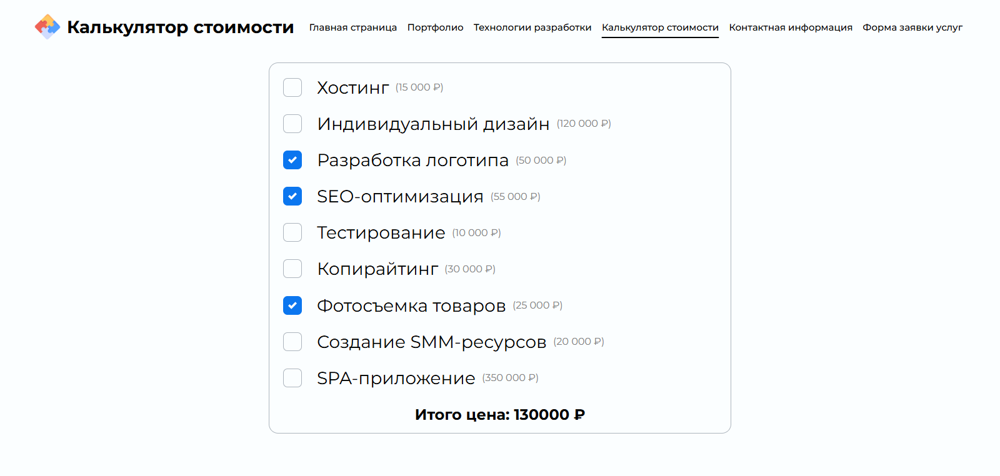 Калькулятор стоимости Главная страница Портфолио Технологии разработки Калькулятор стоимости Контактная информация Форма заявки услуг
Хостинг (15 000 ₽)
Индивидуальный дизайн (120 000 ₽)
Разработка логотипа (50 000 ₽)
SEO-оптимизация (55 000 ₽)
Тестирование (10 000 ₽)
Копирайтинг (30 000 ₽)
Фотосъемка товаров (25 000 ₽)
Создание SMM-ресурсов (20 000 ₽)
SPA-приложение (350 000 ₽)
Итого цена: 130000 ₽